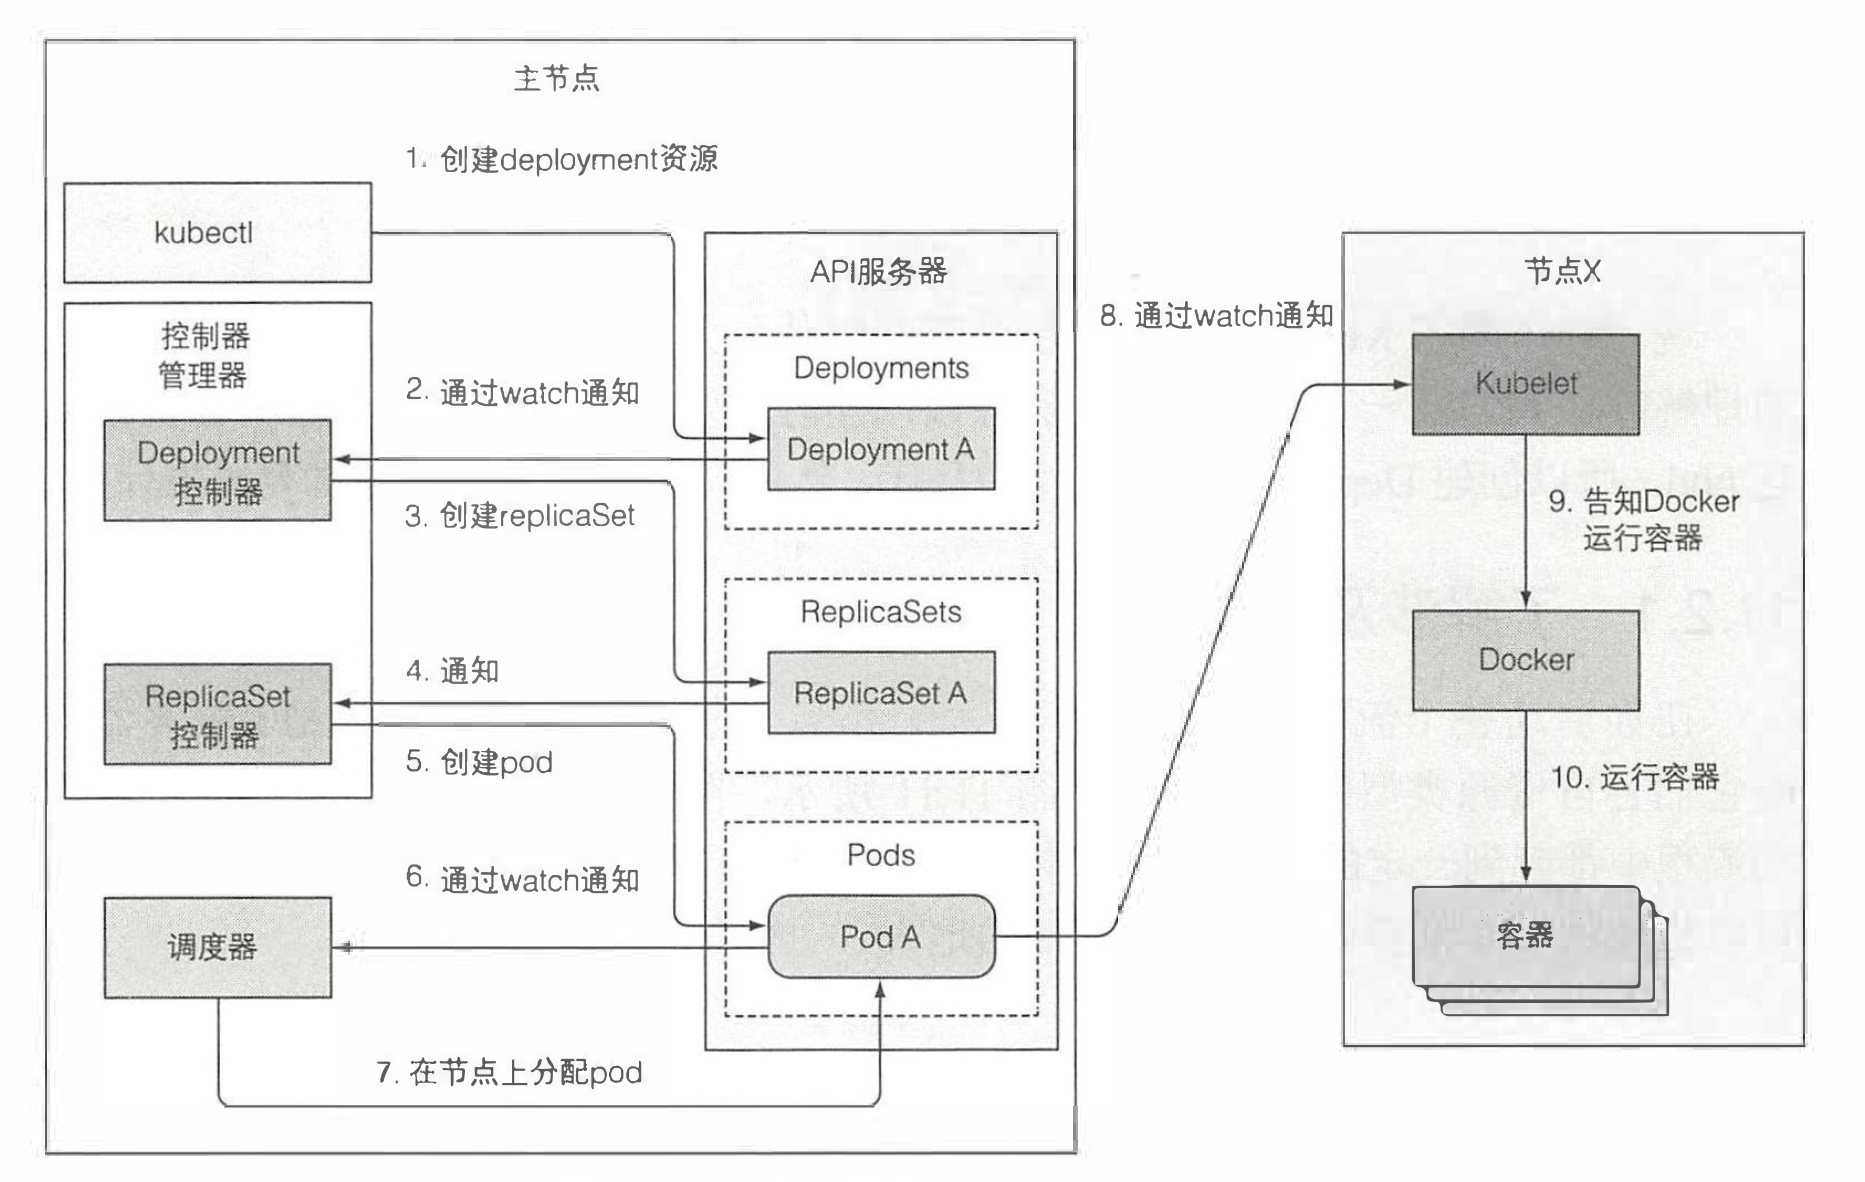 主节点
1. 创建deployment资源
kubectl
API服务器
节点X
控制器
管理器
8. 通过watch通知
Deployments
Kubelet
2. 通过watch通知
Deployment
控制器
Deployment A
3. 创建replicaSet
9. 告知Docker
运行容器
ReplicaSets
4. 通知
Docker
ReplicaSet
控制器
ReplicaSet A
5. 创建pod
10. 运行容器
Pods
6. 通过watch通知
调度器
Pod A
容器
7. 在节点上分配pod